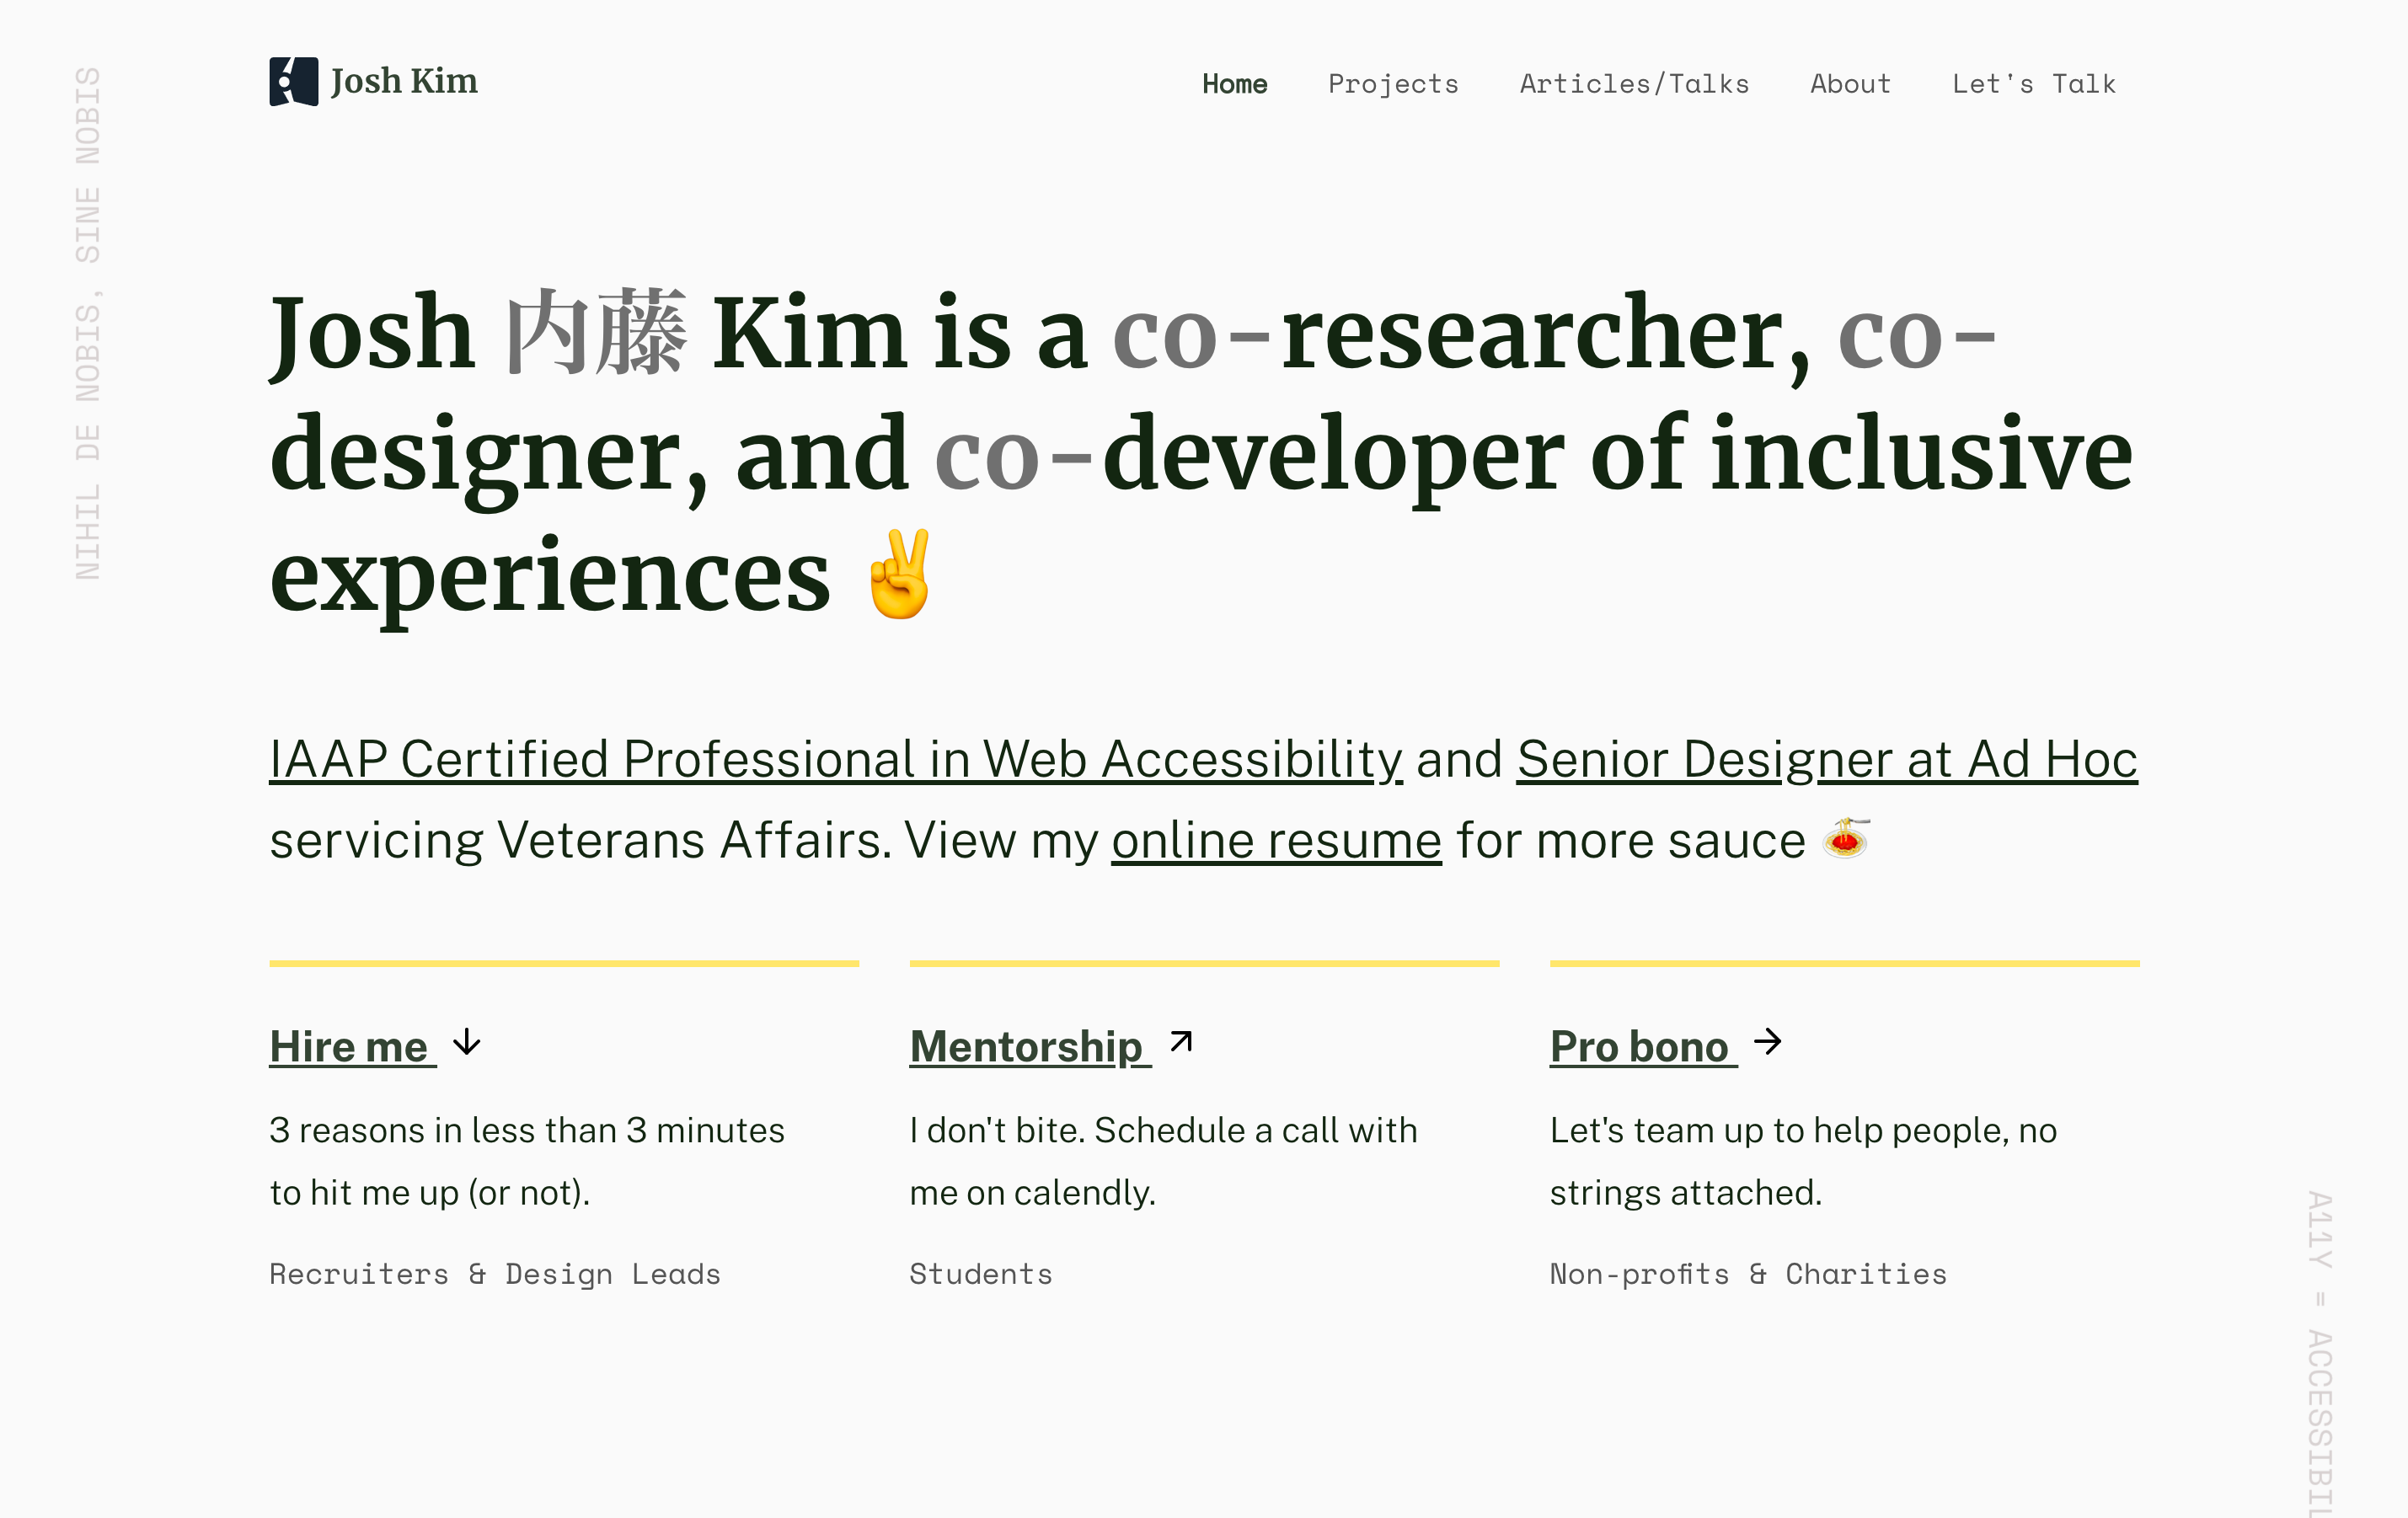 NIHIL DE NOBIS, SINE NOBIS
Josh Kim
Home
Projects
Articles/Talks
About
Let's Talk
Josh 内藤 Kim is a co-researcher, co-
designer, and co-developer of inclusive
experiences ✌️
IAAP Certified Professional in Web Accessibility and Senior Designer at Ad Hoc
servicing Veterans Affairs. View my online resume for more sauce 🍝
Hire me ↓
3 reasons in less than 3 minutes
to hit me up (or not).
Recruiters & Design Leads
Mentorship ↗
I don't bite. Schedule a call with
me on calendly.
Students
Pro bono →
Let's team up to help people, no
strings attached.
Non-profits & Charities
A11Y = ACCESSIBIL